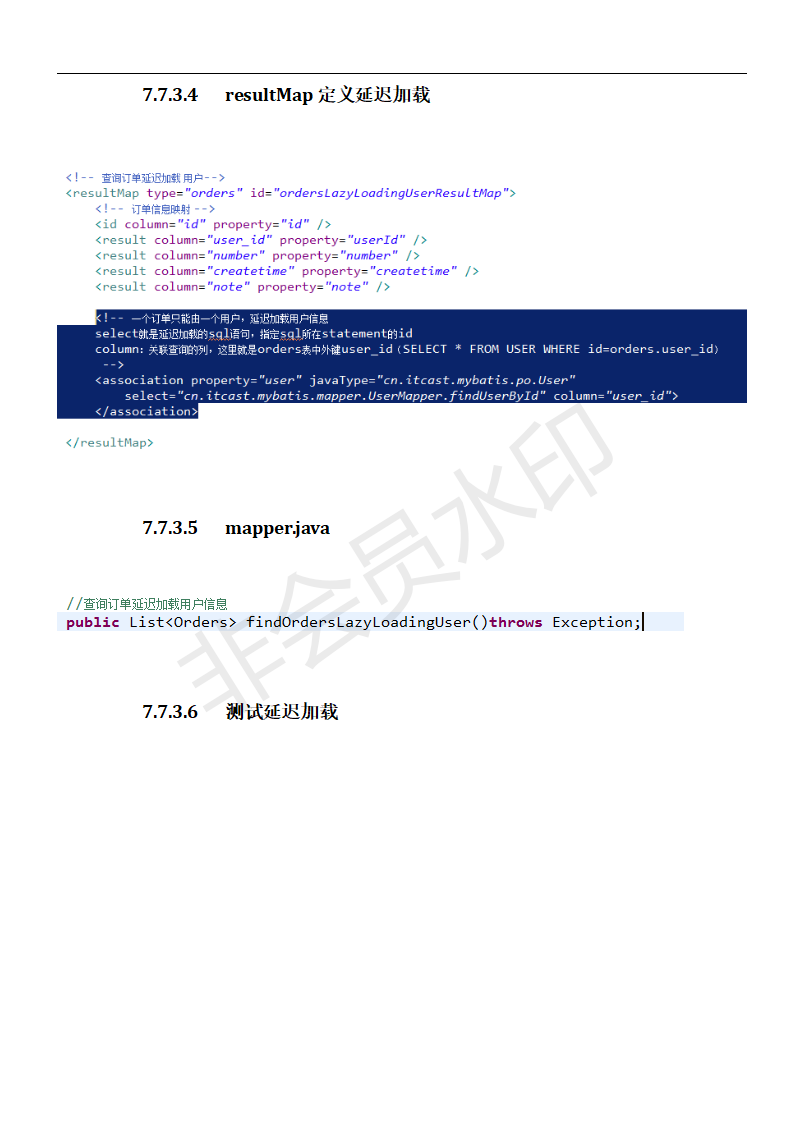 7.7.3.4 resultMap 定义延迟加载
<!-- 查询订单延迟加载 用户-->
<resultMap type="orders" id="ordersLazyLoadingUserResultMap">
<!-- 订单信息映射 -->
<id column="id" property="id" />
<result column="user_id" property="userId" />
<result column="number" property="number" />
<result column="createtime" property="createtime" />
<result column="note" property="note" />
<!-- 一个订单只能由一个用户，延迟加载用户信息
select就是延迟加载的sql语句，指定sql所在statement的id
column：关联查询的列，这里就是orders表中外键user_id（SELECT * FROM USER WHERE id=orders.user_id）
-->
<association property="user" javaType="cn.itcast.mybatis.po.User"
select="cn.itcast.mybatis.mapper.UserMapper.findUserById" column="user_id">
</association>
</resultMap>
7.7.3.5 mapper.java
//查询订单延迟加载用户信息
public List<Orders> findOrdersLazyLoadingUser()throws Exception;
7.7.3.6 测试延迟加载
非会员水印